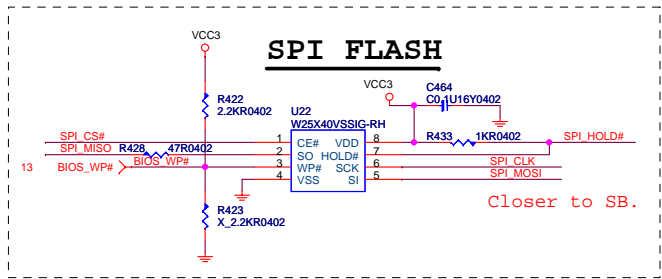 SPI FLASH
VCC3
VCC3
C464
C0.1U16Y0402
R422
2.2KR0402
U22
W25X40VSSIG-RH
SPI_CS# 1 CE# VDD 8 R433 1KR0402 SPI_HOLD#
SPI_MISO R428 47R0402 2 SO HOLD# 7
13 BIOS_WP# BIOS_WP# 3 WP# SCK 6 SPI_CLK
4 VSS SI 5 SPI_MOSI
Closer to SB.
R423
X_2.2KR0402